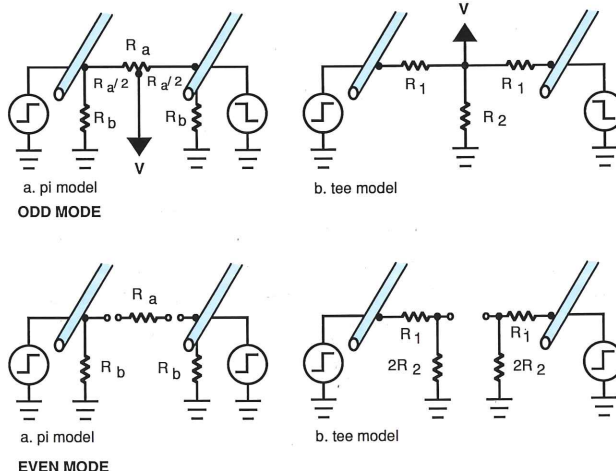 V
R a
R a/2 R a/2
R b R b
V
R 1 R 1
R 2
a. pi model
b. tee model
ODD MODE
R a
R b R b
R 1 R 1
2R 2 2R 2
a. pi model
b. tee model
EVEN MODE